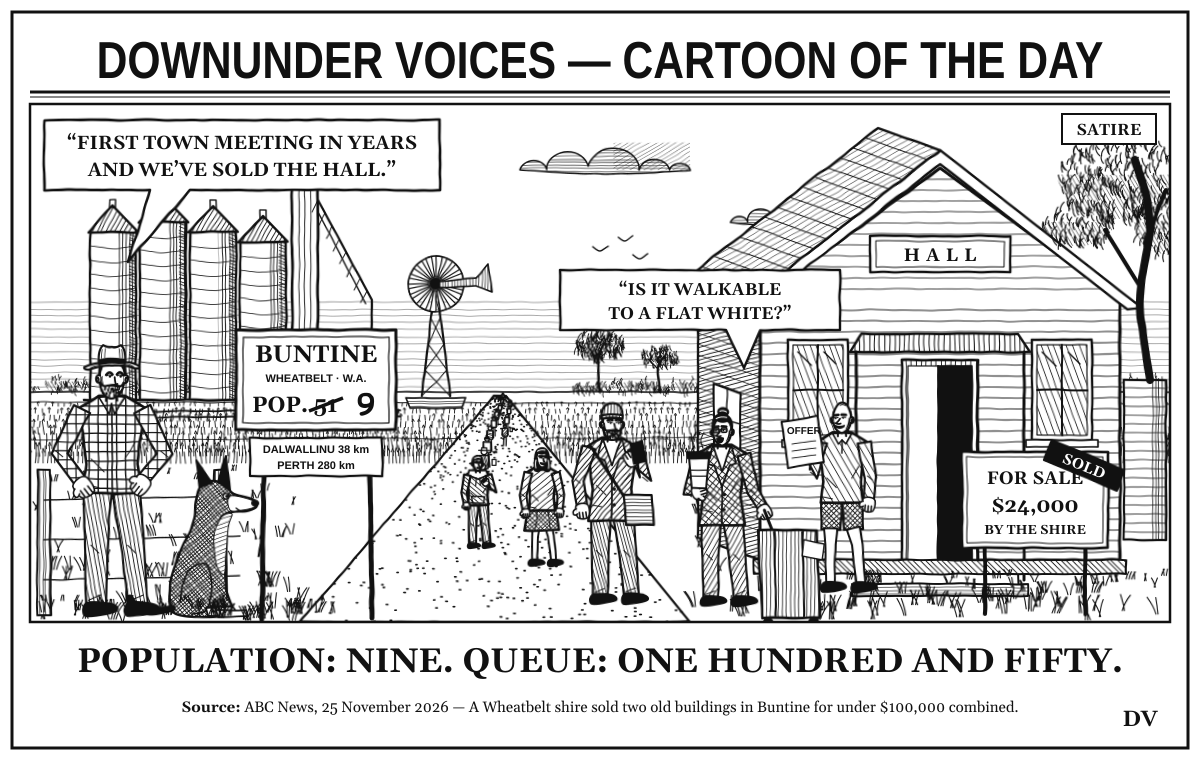 DOWNUNDER VOICES — CARTOON OF THE DAY
SATIRE
“FIRST TOWN MEETING IN YEARS
AND WE’VE SOLD THE HALL.”
HALL
“IS IT WALKABLE
TO A FLAT WHITE?”
BUNTINE
WHEATBELT · W.A.
POP. 51 9
DALWALLINU 38 km
PERTH 280 km
OFFER
SOLD
FOR SALE
$24,000
BY THE SHIRE
POPULATION: NINE. QUEUE: ONE HUNDRED AND FIFTY.
Source: ABC News, 25 November 2026 — A Wheatbelt shire sold two old buildings in Buntine for under $100,000 combined.
DV